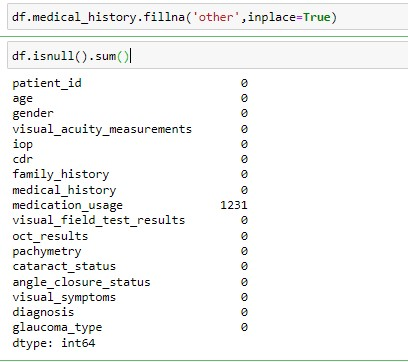 df.medical_history.fillna('other',inplace=True)
df.isnull().sum()
patient_id 0
age 0
gender 0
visual_acuity_measurements 0
iop 0
cdr 0
family_history 0
medical_history 0
medication_usage 1231
visual_field_test_results 0
oct_results 0
pachymetry 0
cataract_status 0
angle_closure_status 0
visual_symptoms 0
diagnosis 0
glaucoma_type 0
dtype: int64